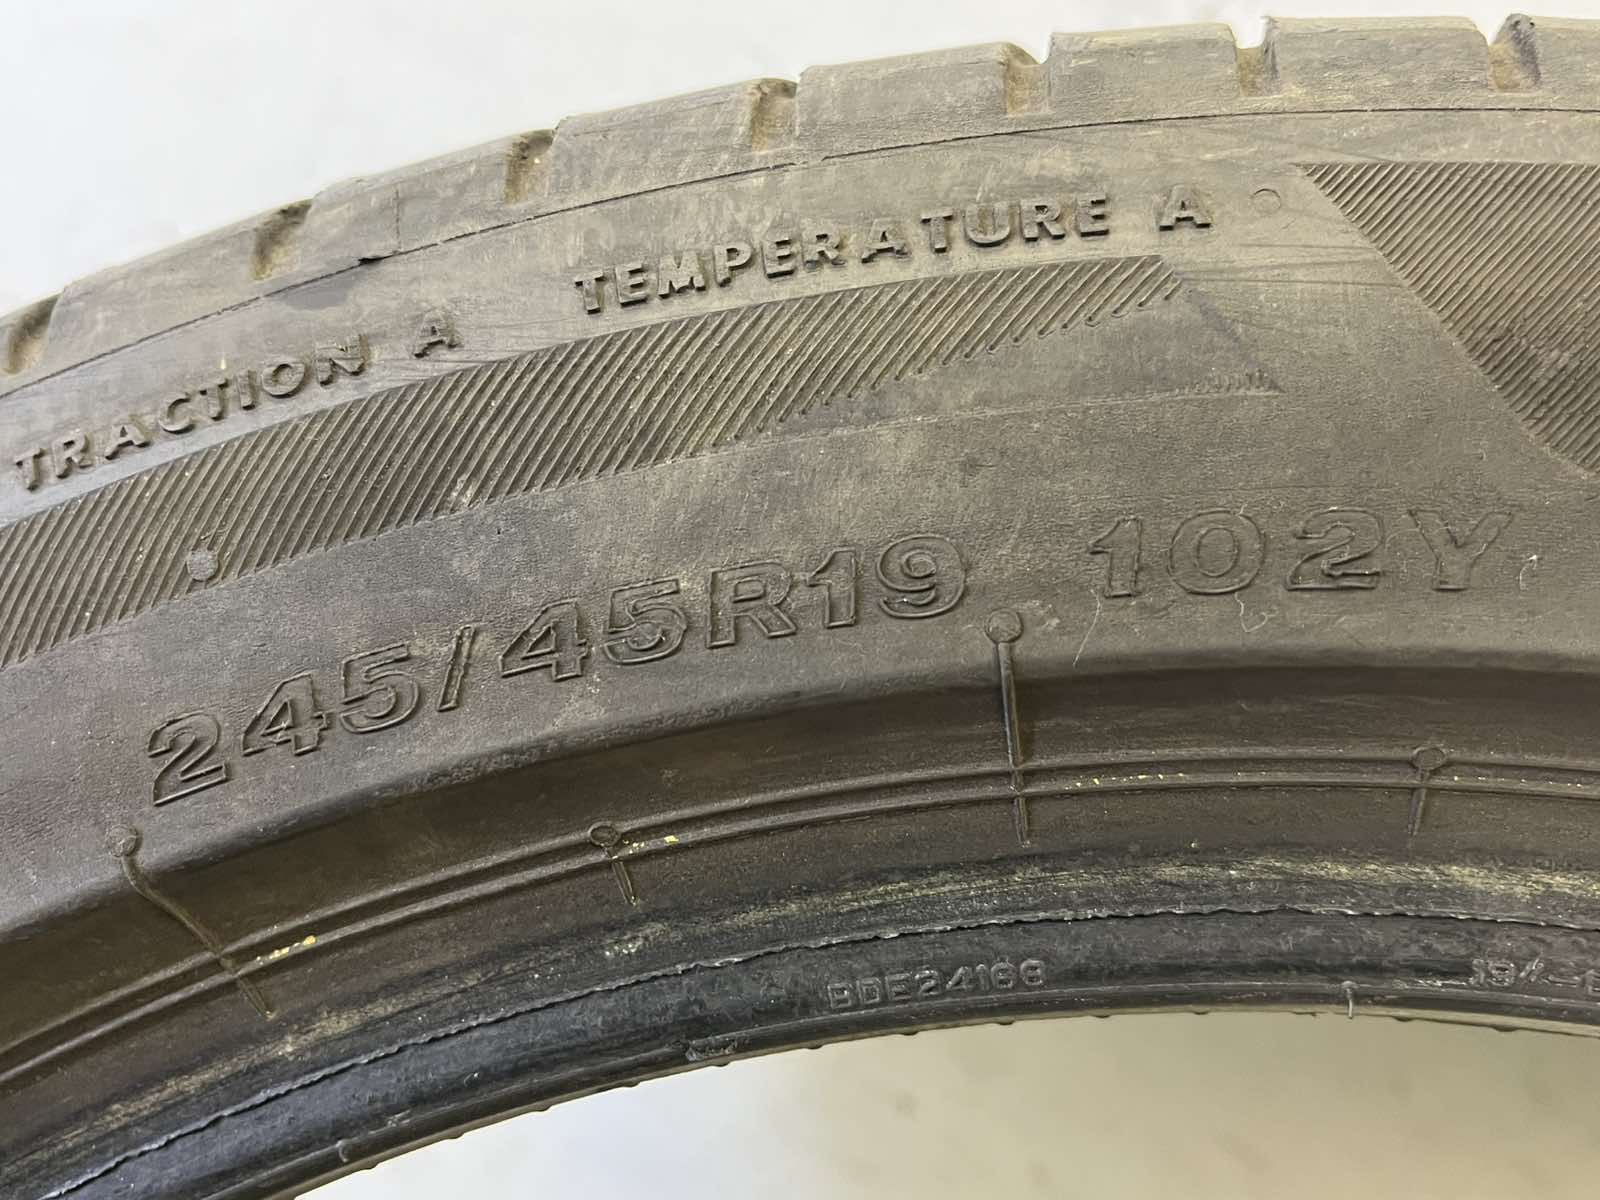 TRACTION A TEMPERATURE A
245/45R19 102Y
BDE24168